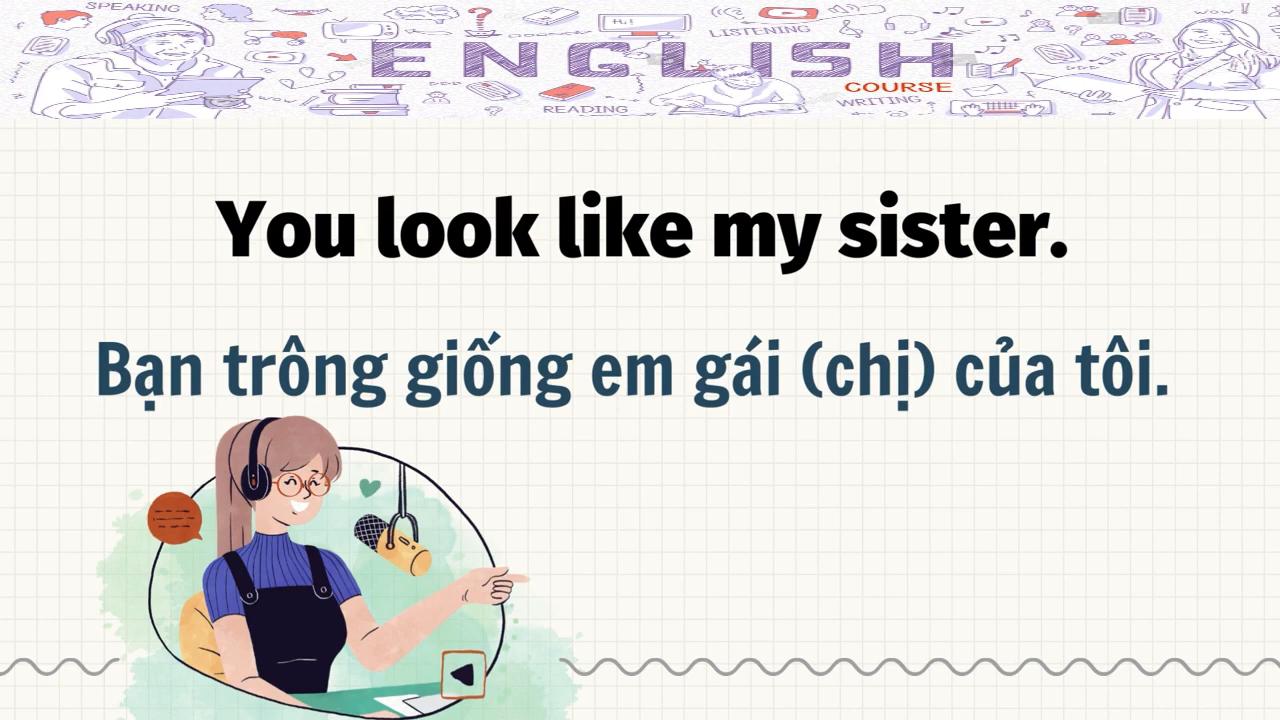 SPEAKING
Hi!
LISTENING
ENGLISH
COURSE
READING
WRITING
You look like my sister.
Bạn trông giống em gái (chị) của tôi.